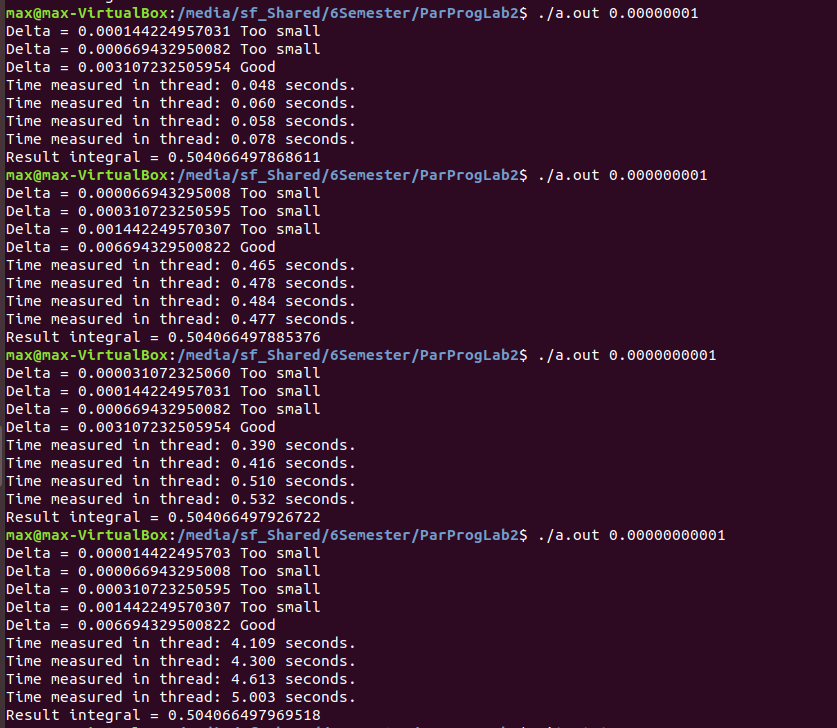 max@max-VirtualBox:/media/sf_Shared/6Semester/ParProgLab2$ ./a.out 0.00000001
Delta = 0.000144224957031 Too small
Delta = 0.000669432950082 Too small
Delta = 0.003107232505954 Good
Time measured in thread: 0.048 seconds.
Time measured in thread: 0.060 seconds.
Time measured in thread: 0.058 seconds.
Time measured in thread: 0.078 seconds.
Result integral = 0.504066497868611
max@max-VirtualBox:/media/sf_Shared/6Semester/ParProgLab2$ ./a.out 0.000000001
Delta = 0.000066943295008 Too small
Delta = 0.000310723250595 Too small
Delta = 0.001442249570307 Too small
Delta = 0.006694329500822 Good
Time measured in thread: 0.465 seconds.
Time measured in thread: 0.478 seconds.
Time measured in thread: 0.484 seconds.
Time measured in thread: 0.477 seconds.
Result integral = 0.504066497885376
max@max-VirtualBox:/media/sf_Shared/6Semester/ParProgLab2$ ./a.out 0.0000000001
Delta = 0.000031072325060 Too small
Delta = 0.000144224957031 Too small
Delta = 0.000669432950082 Too small
Delta = 0.003107232505954 Good
Time measured in thread: 0.390 seconds.
Time measured in thread: 0.416 seconds.
Time measured in thread: 0.510 seconds.
Time measured in thread: 0.532 seconds.
Result integral = 0.504066497926722
max@max-VirtualBox:/media/sf_Shared/6Semester/ParProgLab2$ ./a.out 0.00000000001
Delta = 0.000014422495703 Too small
Delta = 0.000066943295008 Too small
Delta = 0.000310723250595 Too small
Delta = 0.001442249570307 Too small
Delta = 0.006694329500822 Good
Time measured in thread: 4.109 seconds.
Time measured in thread: 4.300 seconds.
Time measured in thread: 4.613 seconds.
Time measured in thread: 5.003 seconds.
Result integral = 0.504066497969518